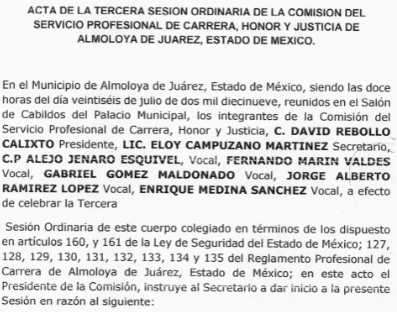 ACTA DE LA TERCERA SESION ORDINARIA DE LA COMISION DEL
SERVICIO PROFESIONAL DE CARRERA, HONOR Y JUSTICIA DE
ALMOLOYA DE JUAREZ, ESTADO DE MEXICO.
En el Municipio de Almoloya de Juárez, Estado de México, siendo las doce
horas del día veintiséis de julio de dos mil diecinueve, reunidos en el Salón
de Cabildos del Palacio Municipal, los integrantes de la Comisión del
Servicio Profesional de Carrera, Honor y Justicia, C. DAVID REBOLLO
CALIXTO Presidente, LIC. ELOY CAMPUZANO MARTINEZ Secretario,
C.P ALEJO JENARO ESQUIVEL, Vocal, FERNANDO MARIN VALDES
Vocal, GABRIEL GOMEZ MALDONADO Vocal, JORGE ALBERTO
RAMIREZ LOPEZ Vocal, ENRIQUE MEDINA SANCHEZ Vocal, a efecto
de celebrar la Tercera
Sesión Ordinaria de este cuerpo colegiado en términos de los dispuesto
en artículos 160, y 161 de la Ley de Seguridad del Estado de México; 127,
128, 129, 130, 131, 132, 133, 134 y 135 del Reglamento Profesional de
Carrera de Almoloya de Juárez, Estado de México; en este acto el
Presidente de la Comisión, instruye al Secretario a dar inicio a la presente
Sesión en razón al siguiente: